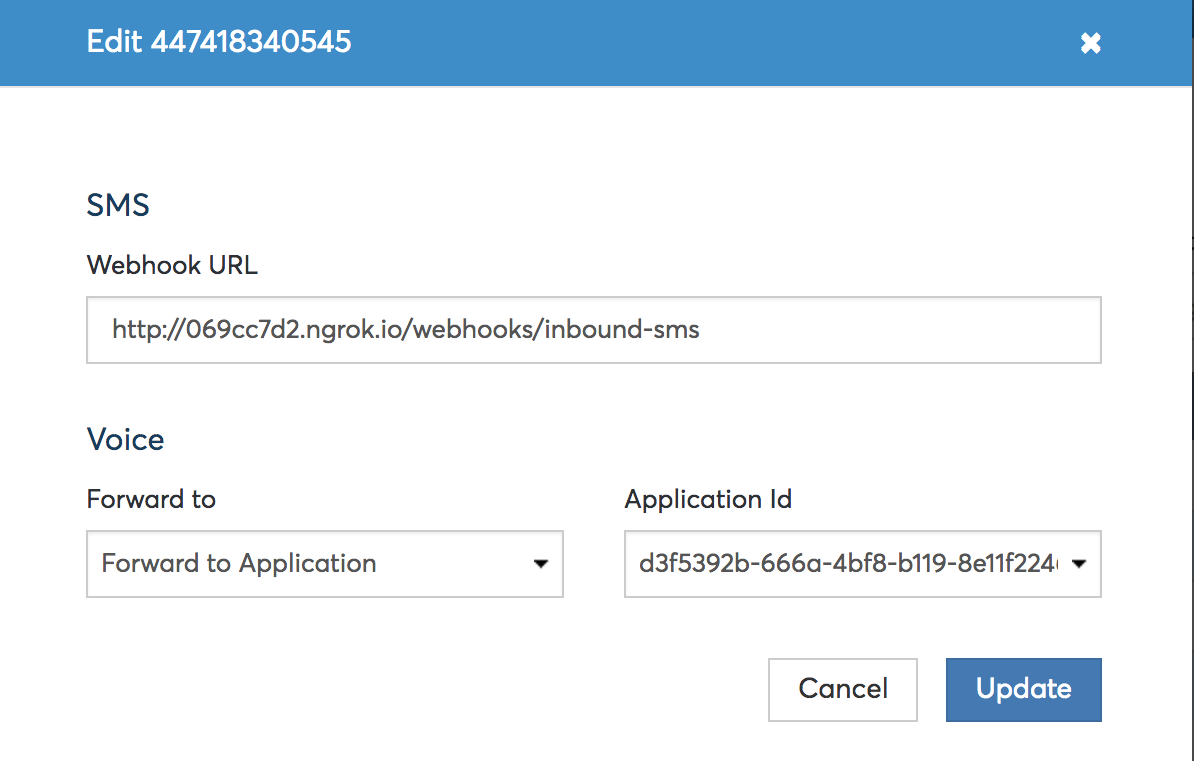 Edit 447418340545
SMS
Webhook URL
http://069cc7d2.ngrok.io/webhooks/inbound-sms
Voice
Forward to
Application Id
Forward to Application
d3f5392b-666a-4bf8-b119-8e11f224
Cancel
Update